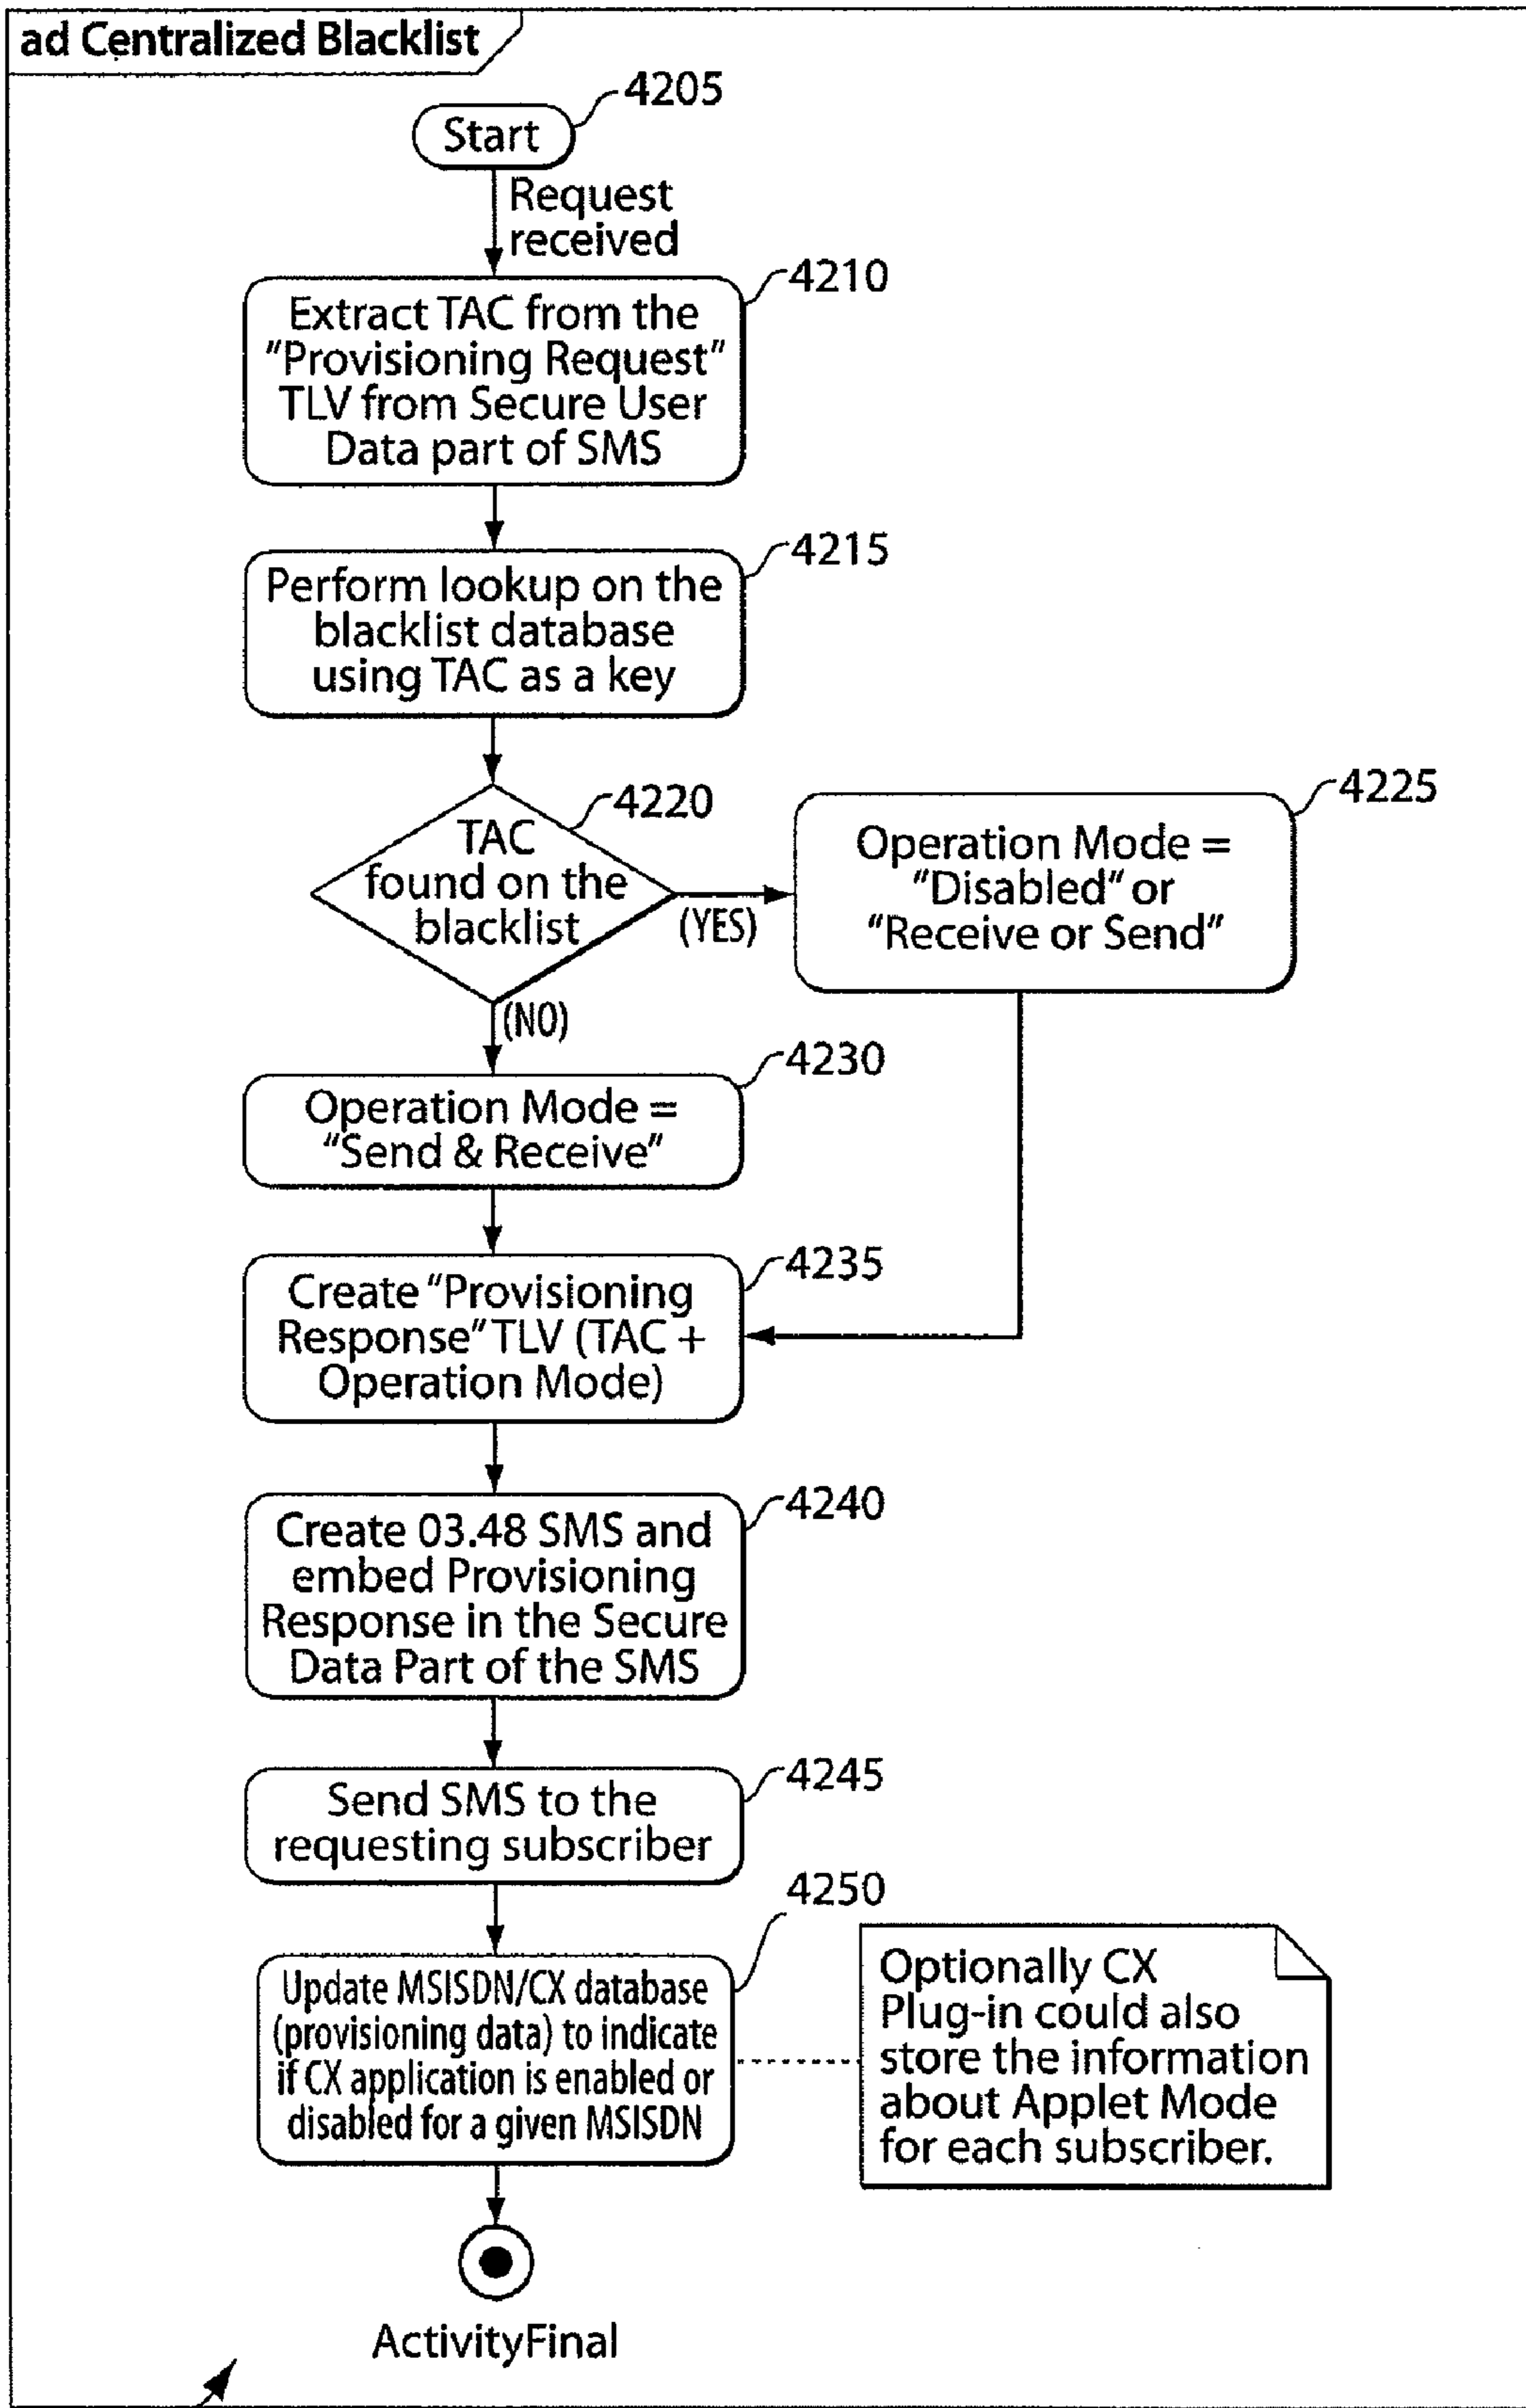 ad Centralized Blacklist
4205
Start
Request
received
4210
Extract TAC from the
"Provisioning Request"
TLV from Secure User
Data part of SMS
4215
Perform lookup on the
blacklist database
using TAC as a key
4220
TAC
found on the
blacklist
(YES)
4225
Operation Mode =
"Disabled" or
"Receive or Send"
(NO)
4230
Operation Mode =
"Send & Receive"
4235
Create "Provisioning
Response" TLV (TAC +
Operation Mode)
4240
Create 03.48 SMS and
embed Provisioning
Response in the Secure
Data Part of the SMS
4245
Send SMS to the
requesting subscriber
4250
Update MSISDN/CX database
(provisioning data) to indicate
if CX application is enabled or
disabled for a given MSISDN
Optionally CX
Plug-in could also
store the information
about Applet Mode
for each subscriber.
ActivityFinal